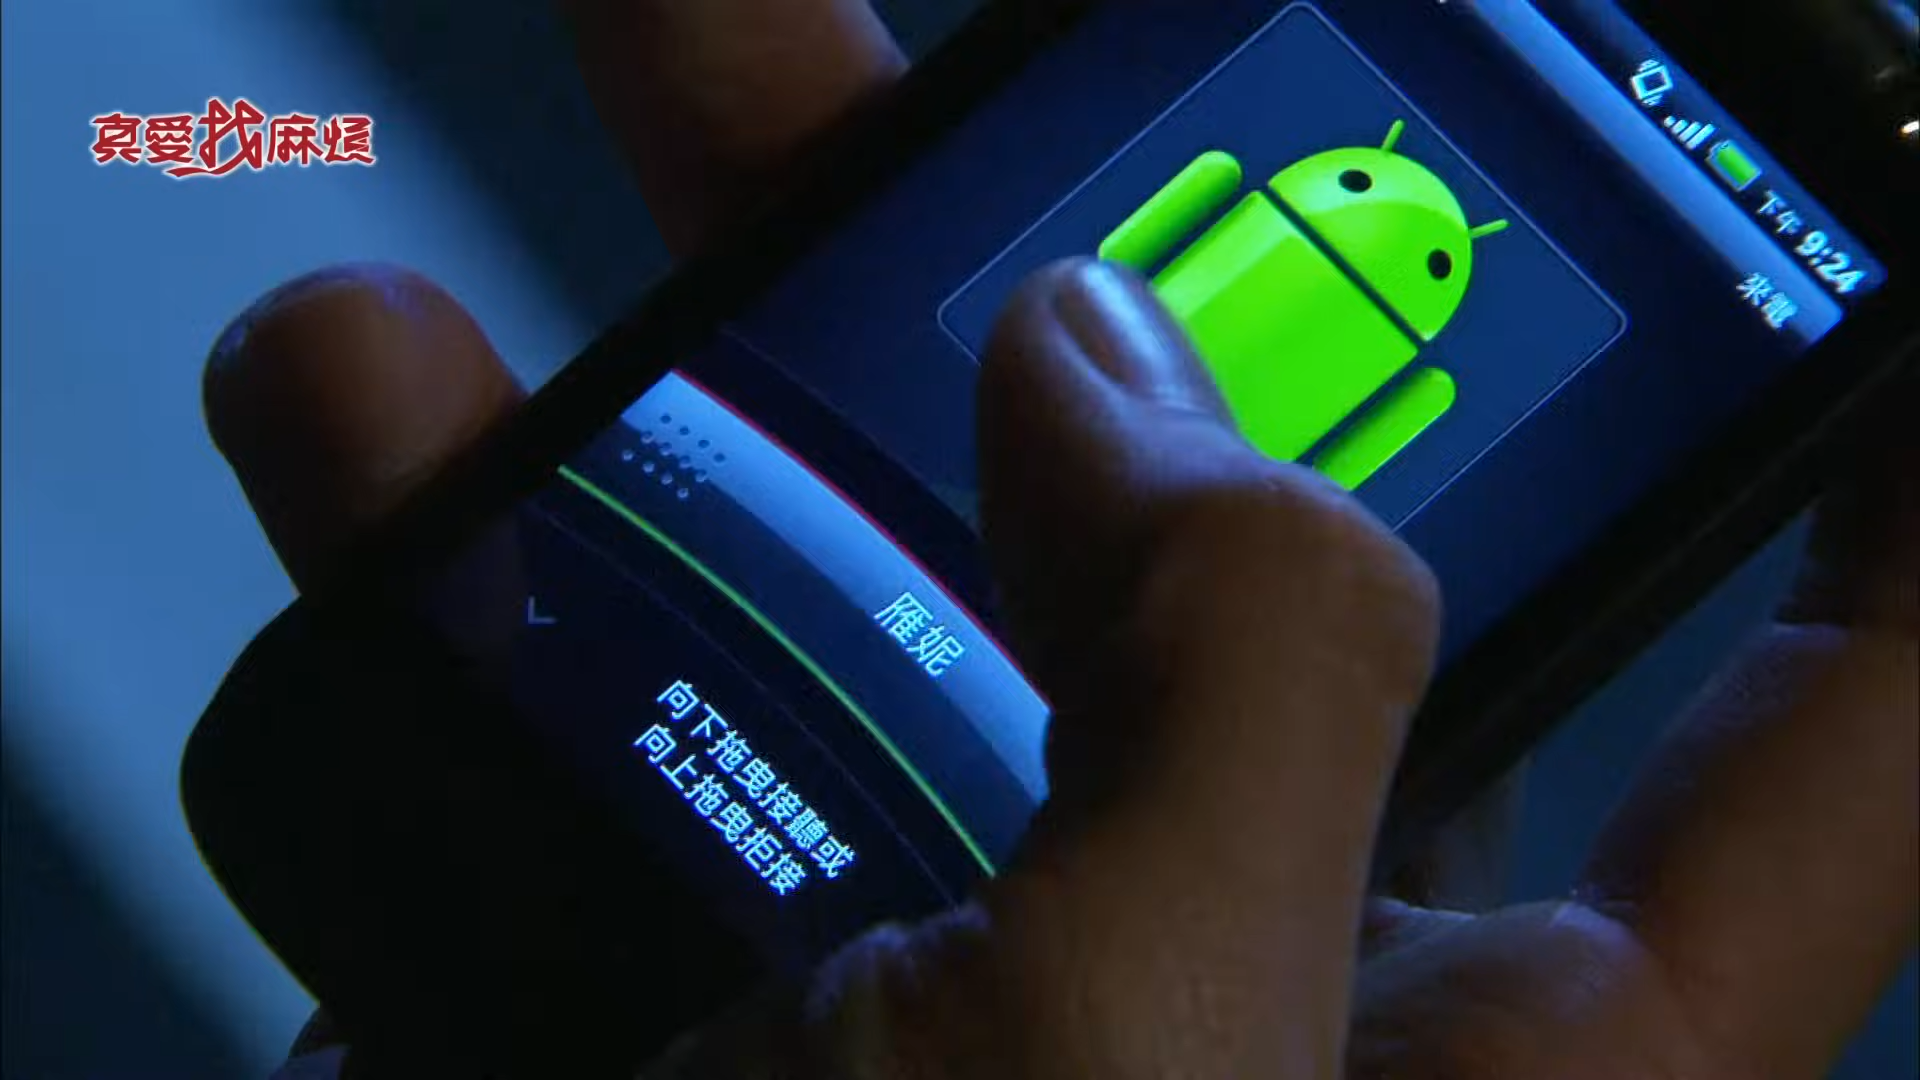 真愛找麻煩
下午 9:24
來電
雁妮
向下拖曳接聽或
向上拖曳拒接